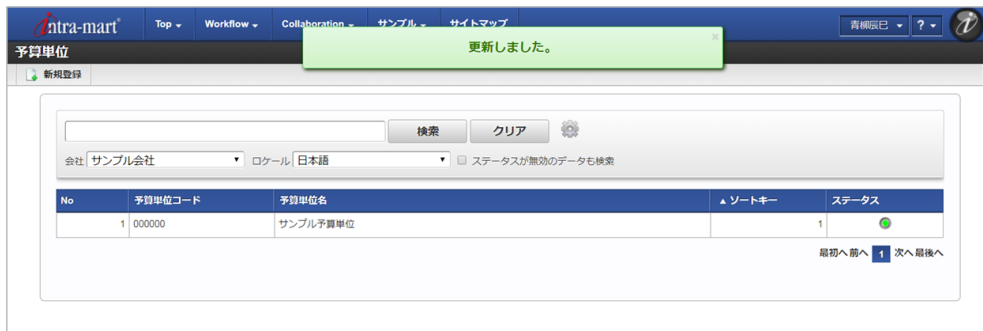 intra-mart® Top Workflow Collaboration サンプル サイトマップ 青柳辰巳 ?
予算単位
更新しました。 ×
新規登録
検索 クリア
会社 サンプル会社 ロケール 日本語 ステータスが無効のデータも検索
No 予算単位コード 予算単位名 ▲ ソートキー ステータス
1 000000 サンプル予算単位 1
最初へ 前へ 1 次へ 最後へ